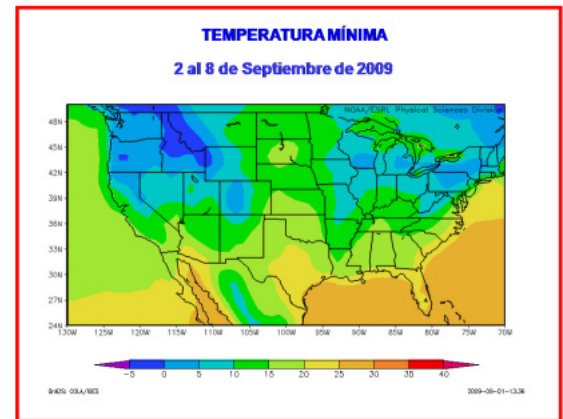 TEMPERATURA MÍNIMA
2 al 8 de Septiembre de 2009
NOAA/ESRL Physical Sciences Division
48N
45N
42N
39N
36N
33N
30N
27N
24N
130W 125W 120W 115W 110W 105W 100W 95W 90W 85W 80W 75W 70W
-5 0 5 10 15 20 25 30 35 40
GrADS: COLA/IGES 2009-09-01-13:36